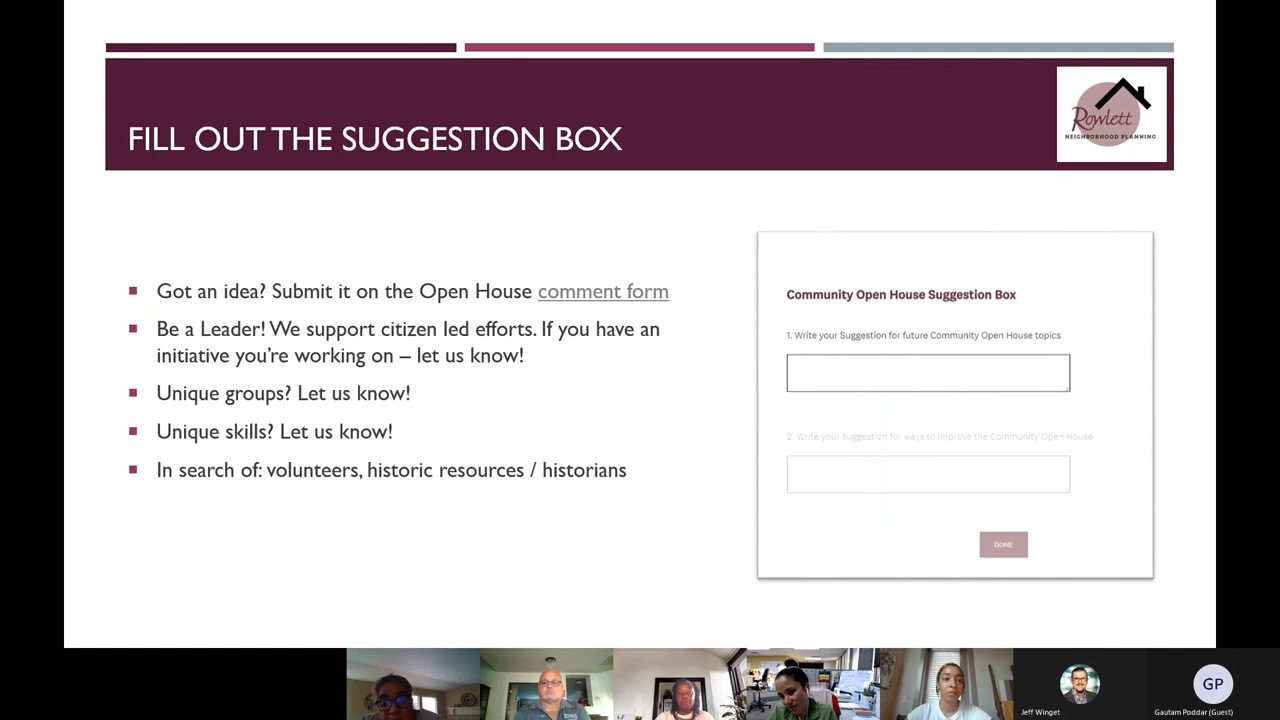 FILL OUT THE SUGGESTION BOX
Rowlett
NEIGHBORHOOD PLANNING
Got an idea? Submit it on the Open House comment form
Be a Leader! We support citizen led efforts. If you have an
initiative you're working on – let us know!
Unique groups? Let us know!
Unique skills? Let us know!
In search of: volunteers, historic resources / historians
Community Open House Suggestion Box
1. Write your Suggestion for future Community Open House topics
2. Write your suggestion for ways to improve the Community Open House
DONE
Jeff Winget
GP
Gautam Poddar (Guest)